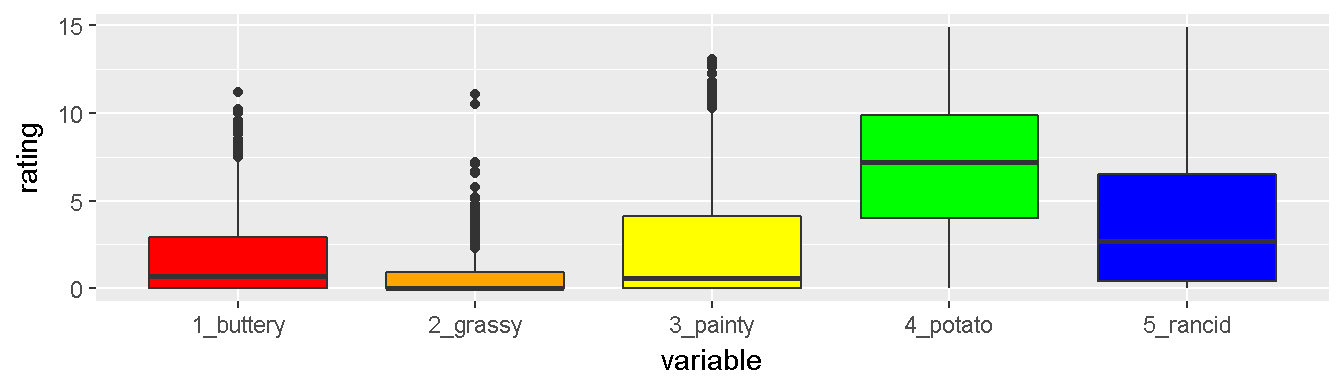 15
10
5
0
rating
1_buttery 2_grassy 3_painty 4_potato 5_rancid
variable